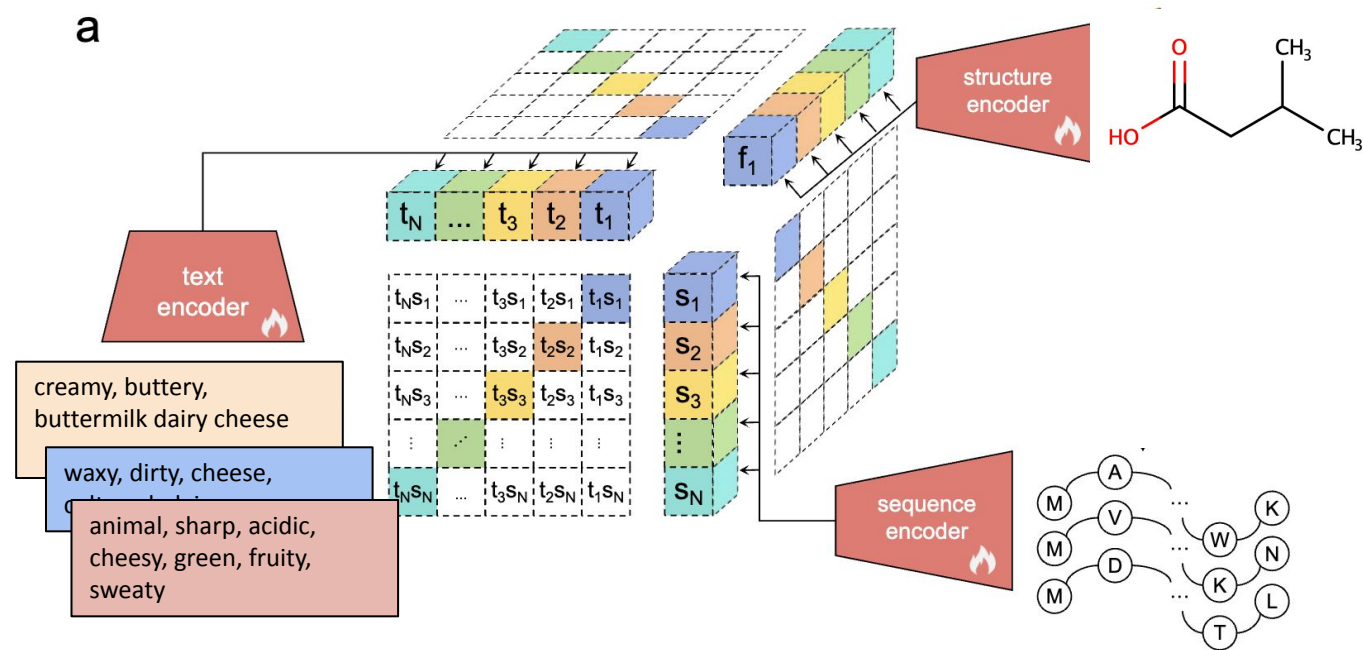 a
structure
encoder
O
HO
CH3
CH3
f1
tN ... t3 t2 t1
text
encoder
tNs1 ... t3s1 t2s1 t1s1
tNs2 ... t3s2 t2s2 t1s2
tNs3 ... t3s3 t2s3 t1s3
⋮ ⋱ ⋮ ⋮ ⋮
tNsN ... t3sN t2sN t1sN
s1
s2
s3
⋮
sN
creamy, buttery,
buttermilk dairy cheese
waxy, dirty, cheese,
animal, sharp, acidic,
cheesy, green, fruity,
sweaty
sequence
encoder
M A ... W K
M V ... K N
M D ... T L